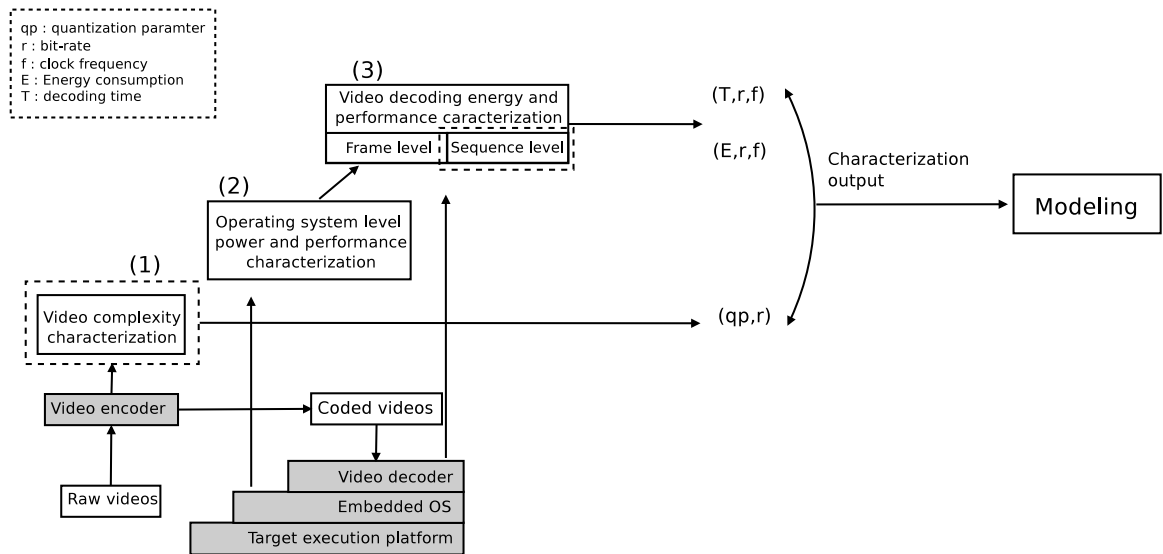 qp : quantization paramter
r : bit-rate
f : clock frequency
E : Energy consumption
T : decoding time
(3)
Video decoding energy and
performance caracterization
Frame level
Sequence level
(T,r,f)
(E,r,f)
Characterization
output
Modeling
(2)
Operating system level
power and performance
characterization
(1)
Video complexity
characterization
(qp,r)
Video encoder
Coded videos
Raw videos
Video decoder
Embedded OS
Target execution platform